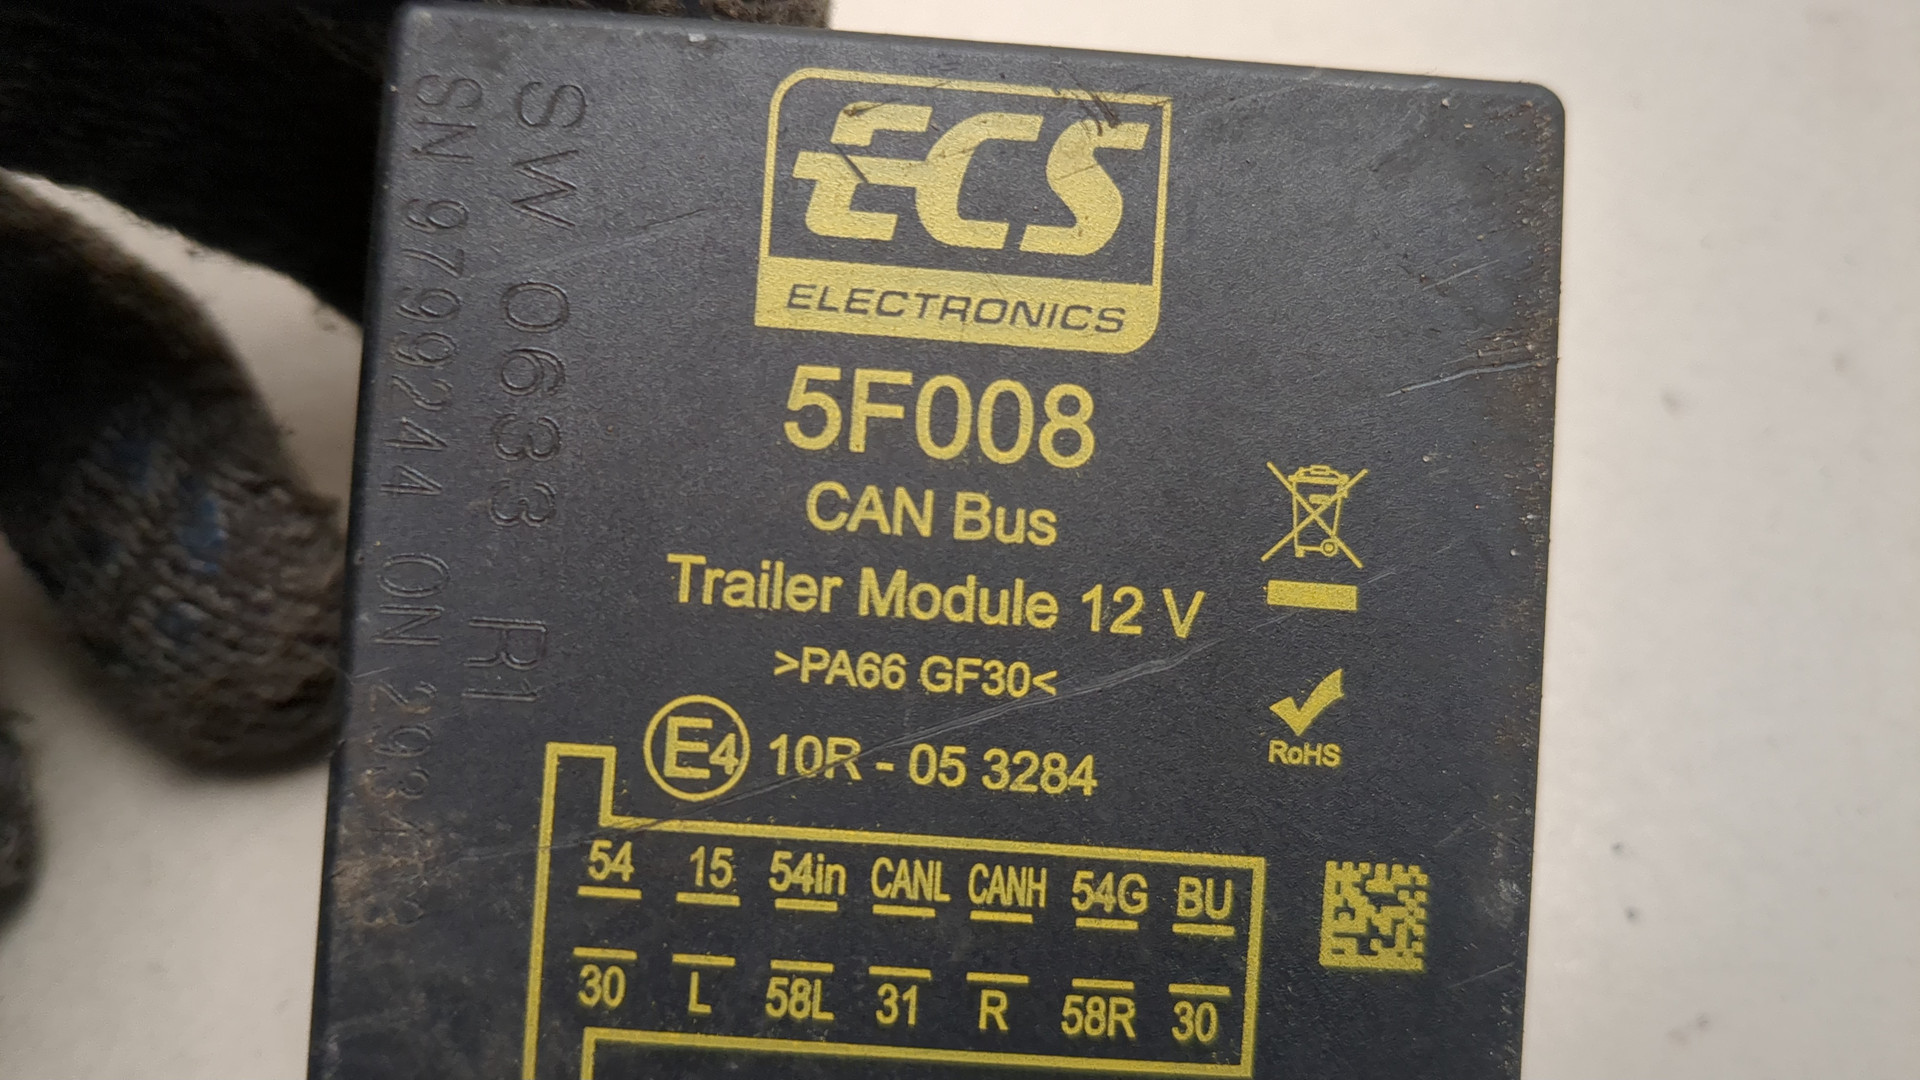 ECS
ELECTRONICS
5F008
CAN Bus
Trailer Module 12 V
>PA66 GF30<
E4 10R - 05 3284
RoHS
54 15 54in CANL CANH 54G BU
30 L 58L 31 R 58R 30
SW 0633 R1
SN 97999244 ON